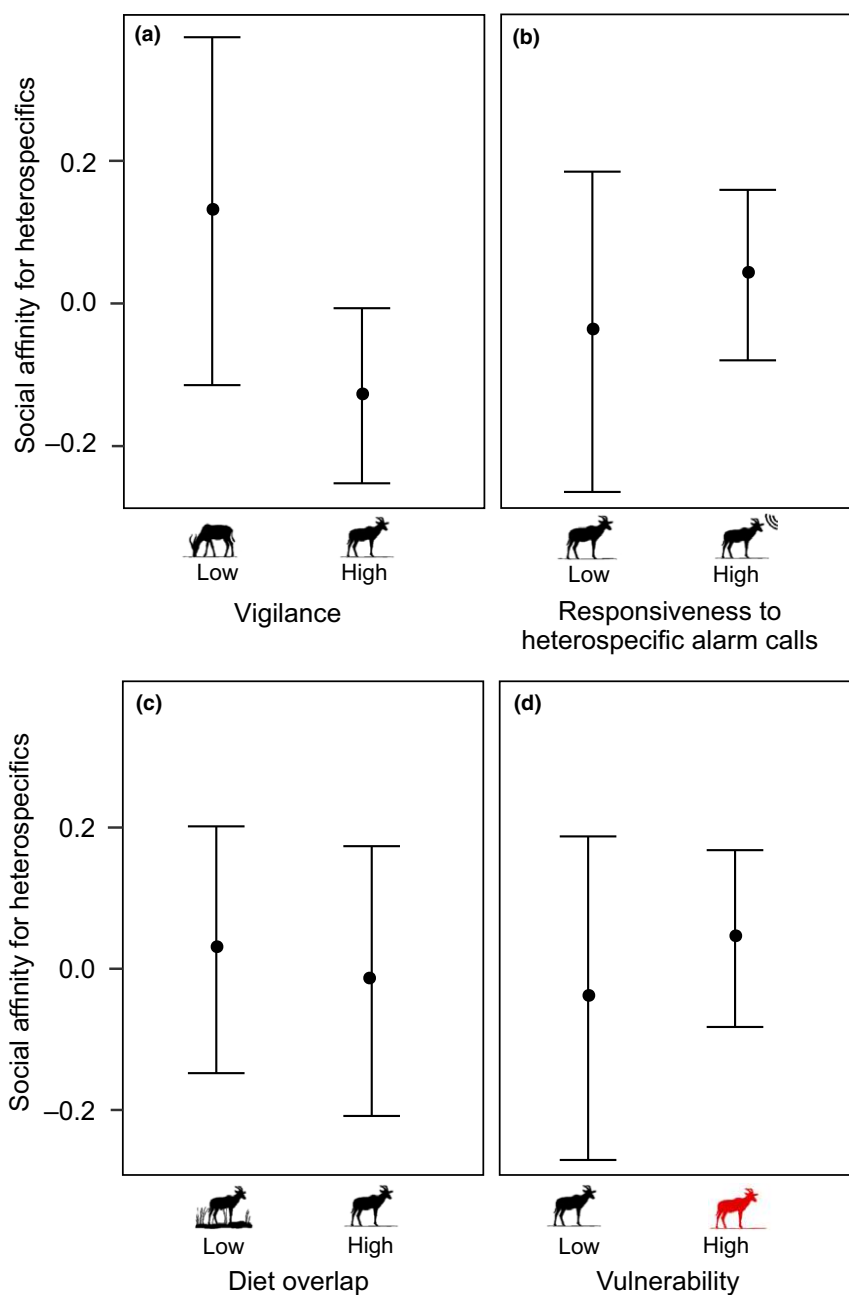 (a)
(b)
Social affinity for heterospecifics
0.2
0.0
–0.2
Low High
Vigilance
Low High
Responsiveness to
heterospecific alarm calls
(c)
(d)
Social affinity for heterospecifics
0.2
0.0
–0.2
Low High
Diet overlap
Low High
Vulnerability